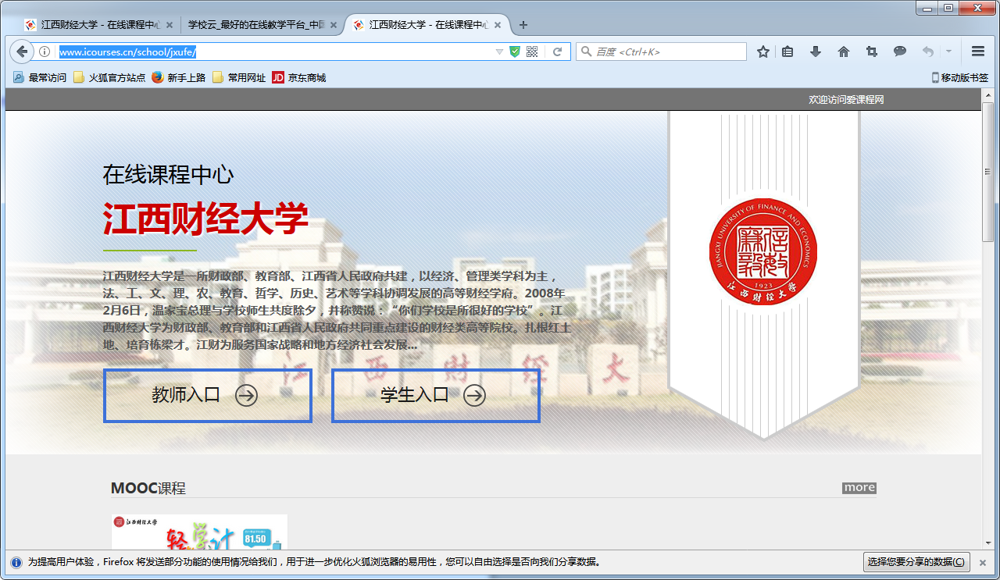 江西财经大学 - 在线课程中心
学校云_最好的在线教学平台_中国
江西财经大学 - 在线课程中心
www.icourses.cn/school/jxufe/
百度 <Ctrl+K>
最常访问 火狐官方站点 新手上路 常用网址 JD 京东商城 移动版书签
欢迎访问爱课程网
在线课程中心
江西财经大学
江西财经大学是一所财政部、教育部、江西省人民政府共建，以经济、管理类学科为主，
法、工、文、理、农、教育、哲学、历史、艺术等学科协调发展的高等财经学府。2008年
2月6日，温家宝总理与学校师生共度除夕，并称赞说：“你们学校是所很好的学校”。江
西财经大学为财政部、教育部和江西省人民政府共同重点建设的财经类高等院校。扎根红土
地、培育栋梁才。江财为服务国家战略和地方经济社会发展...
JIANGXI UNIVERSITY OF FINANCE AND ECONOMICS
信敏廉毅
1923
江西财经大学
江 西 财 经 大
教师入口
学生入口
MOOC课程
more
江西财经大学
轻学计
81.50
为提高用户体验，Firefox 将发送部分功能的使用情况给我们，用于进一步优化火狐浏览器的易用性，您可以自由选择是否向我们分享数据。
选择您要分享的数据(C)